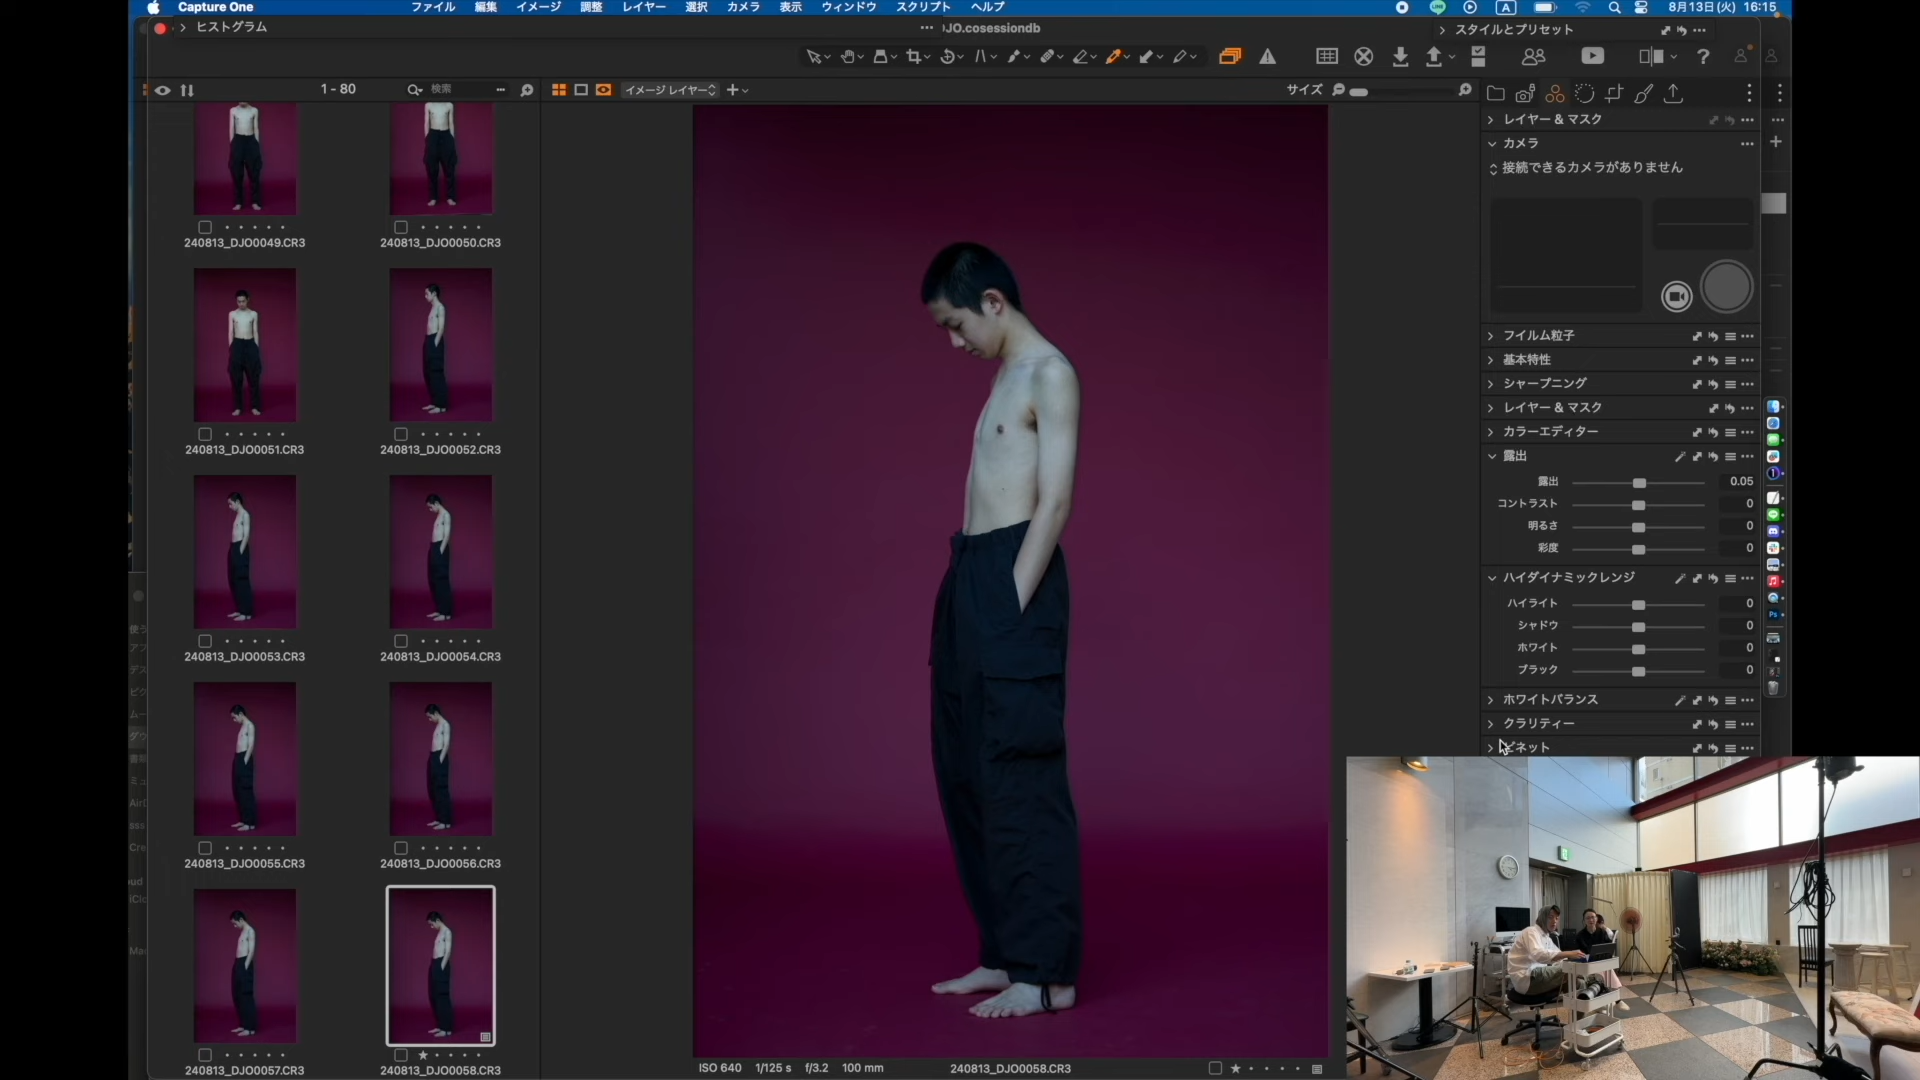 Capture One ファイル 編集 イメージ 調整 レイヤー 選択 カメラ 表示 ウィンドウ スクリプト ヘルプ A 8月13日(火) 16:15
ヒストグラム
JO.cosessiondb
スタイルとプリセット
1 - 80
検索
イメージ レイヤー
サイズ
240813_DJO0049.CR3 240813_DJO0050.CR3
240813_DJO0051.CR3 240813_DJO0052.CR3
240813_DJO0053.CR3 240813_DJO0054.CR3
240813_DJO0055.CR3 240813_DJO0056.CR3
240813_DJO0057.CR3 240813_DJO0058.CR3
ISO 640 1/125 s f/3.2 100 mm 240813_DJO0058.CR3
レイヤー & マスク
カメラ
接続できるカメラがありません
フイルム粒子
基本特性
シャープニング
レイヤー & マスク
カラーエディター
露出
露出 0.05
コントラスト 0
明るさ 0
彩度 0
ハイダイナミックレンジ
ハイライト 0
シャドウ 0
ホワイト 0
ブラック 0
ホワイトバランス
クラリティー
ビネット
Ps